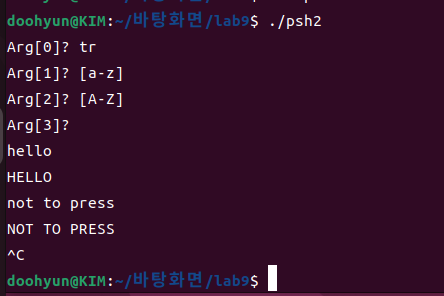 doohyun@KIM:~/바탕화면/lab9$ ./psh2
Arg[0]? tr
Arg[1]? [a-z]
Arg[2]? [A-Z]
Arg[3]?
hello
HELLO
not to press
NOT TO PRESS
^C
doohyun@KIM:~/바탕화면/lab9$